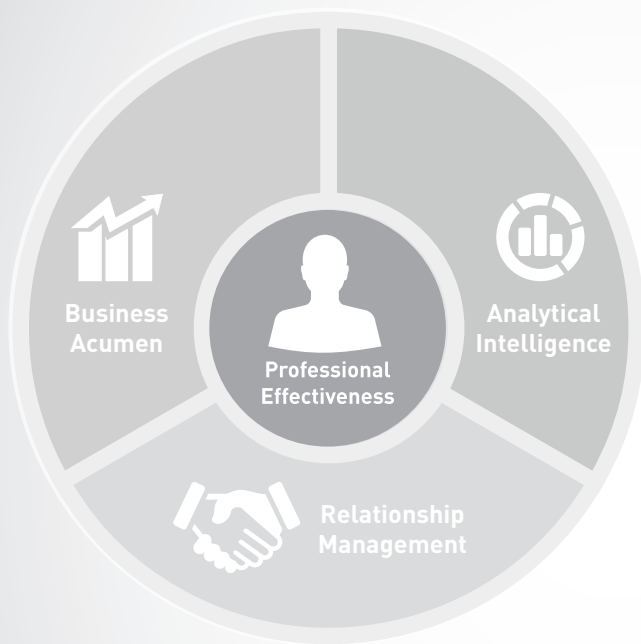 Business
Acumen
Analytical
Intelligence
Professional
Effectiveness
Relationship
Management